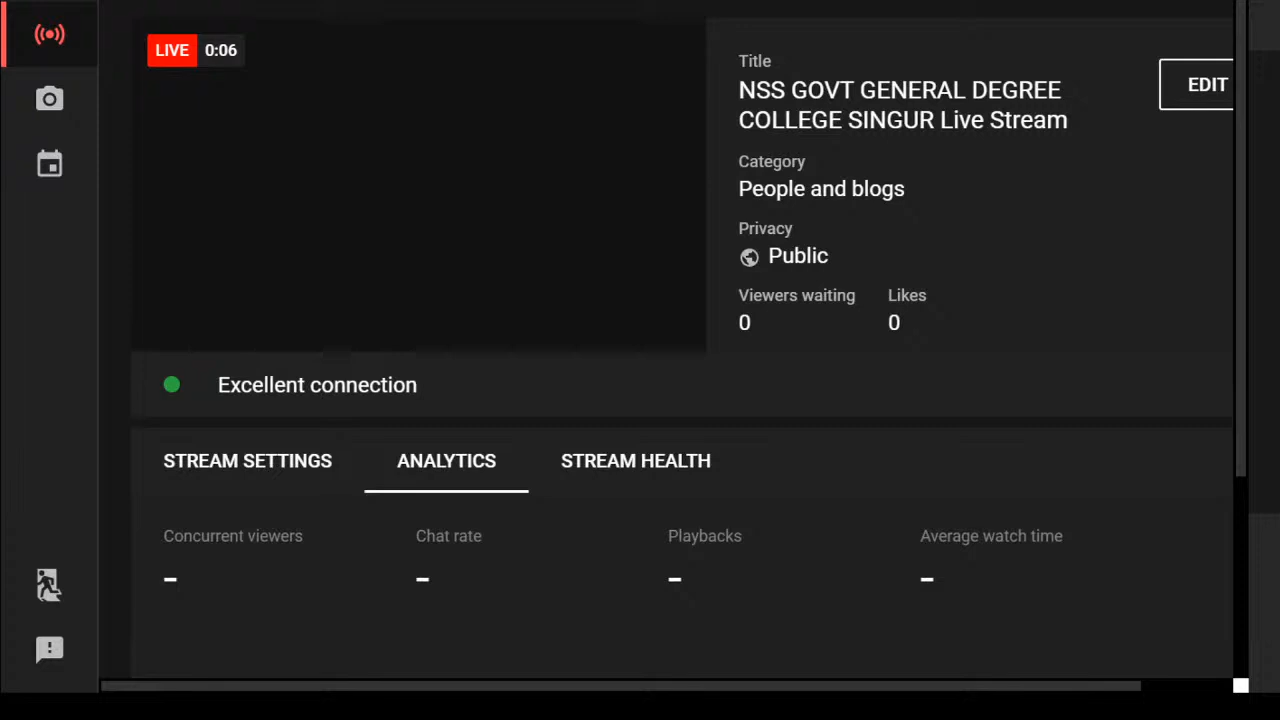 LIVE 0:06
Title
NSS GOVT GENERAL DEGREE
COLLEGE SINGUR Live Stream
EDIT
Category
People and blogs
Privacy
Public
Viewers waiting Likes
0 0
Excellent connection
STREAM SETTINGS ANALYTICS STREAM HEALTH
Concurrent viewers Chat rate Playbacks Average watch time
– – – –